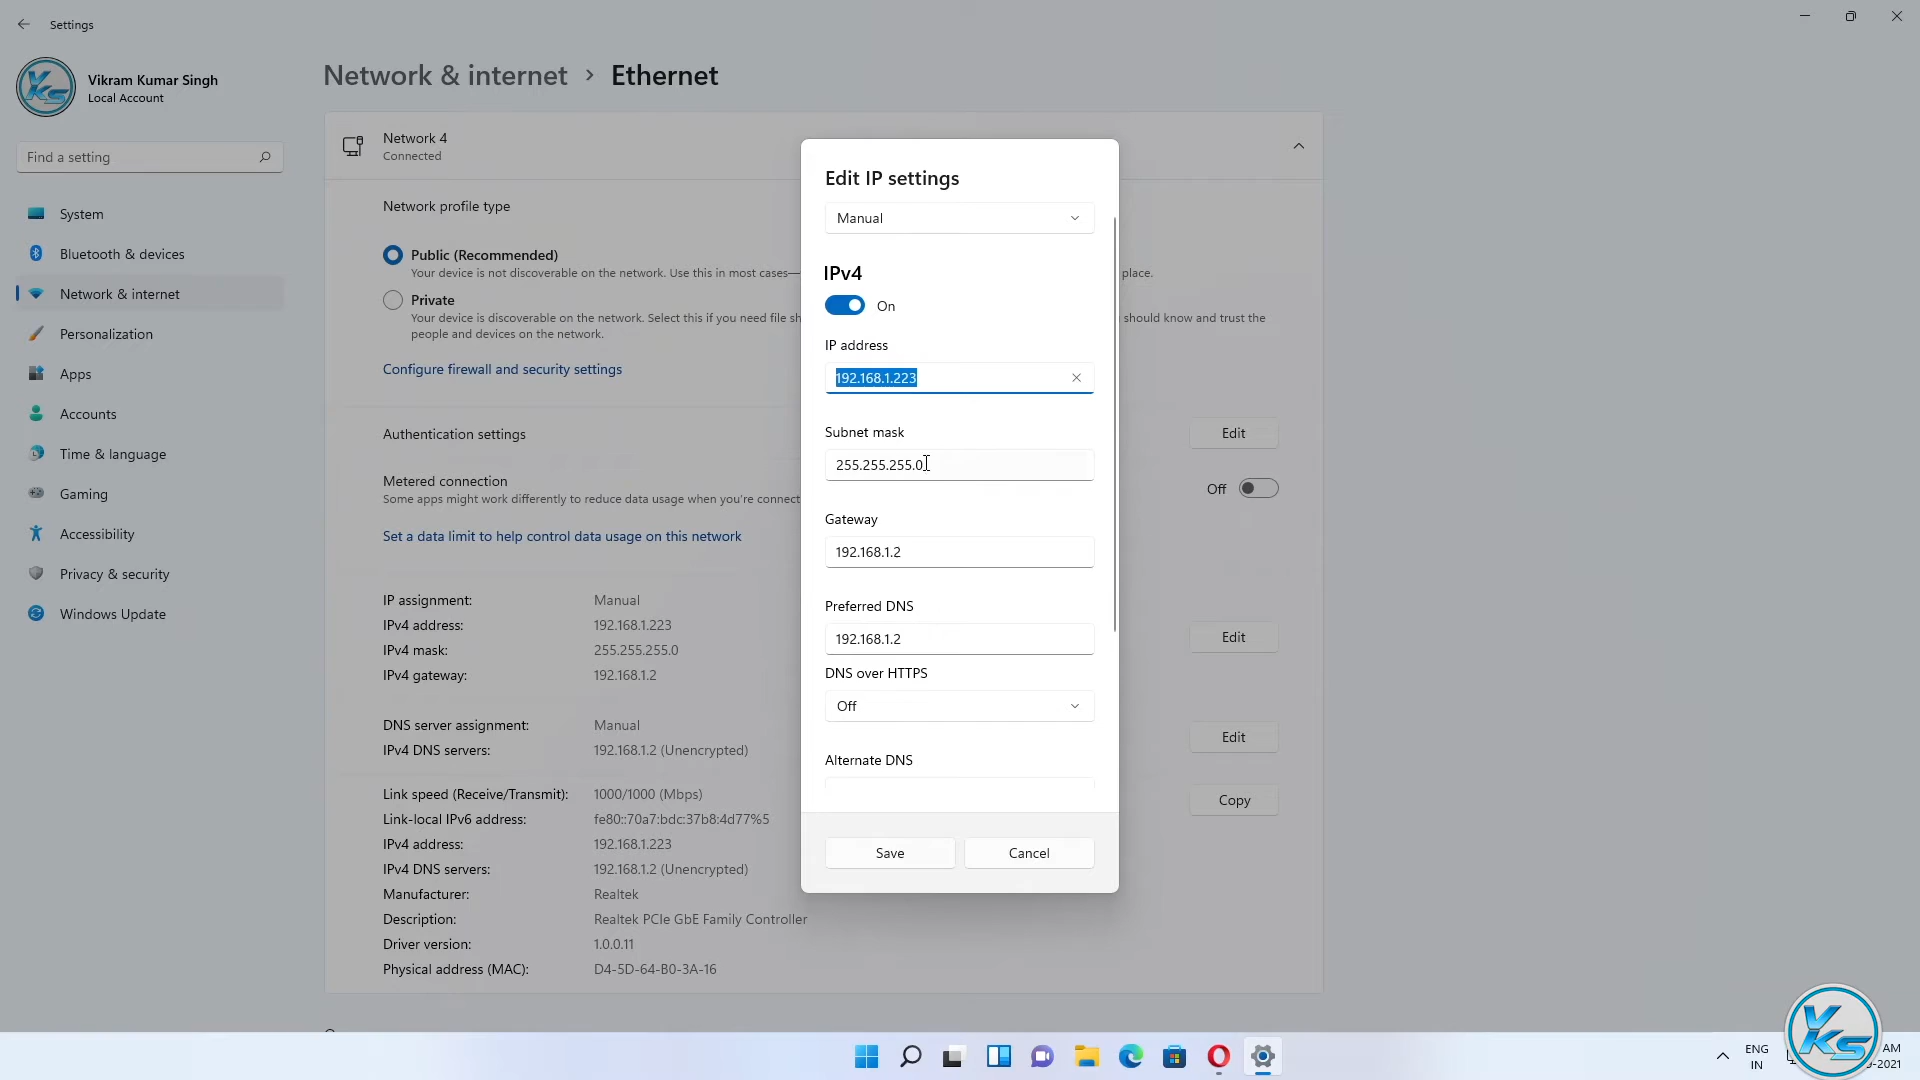 Settings
Vikram Kumar Singh
Local Account
Find a setting
System
Bluetooth & devices
Network & internet
Personalization
Apps
Accounts
Time & language
Gaming
Accessibility
Privacy & security
Windows Update
Network & internet › Ethernet
Network 4
Connected
Network profile type
Public (Recommended)
Your device is not discoverable on the network. Use this in most cases— place.
Private
Your device is discoverable on the network. Select this if you need file should know and trust the
people and devices on the network.
Configure firewall and security settings
Authentication settings
Edit
Metered connection
Some apps might work differently to reduce data usage when you're
Off
Set a data limit to help control data usage on this network
IP assignment: Manual
IPv4 address: 192.168.1.223
IPv4 mask: 255.255.255.0
IPv4 gateway: 192.168.1.2
Edit
DNS server assignment: Manual
IPv4 DNS servers: 192.168.1.2 (Unencrypted)
Edit
Link speed (Receive/Transmit): 1000/1000 (Mbps)
Link-local IPv6 address: fe80::70a7:bdc:37b8:4d77%5
IPv4 address: 192.168.1.223
IPv4 DNS servers: 192.168.1.2 (Unencrypted)
Manufacturer: Realtek
Description: Realtek PCIe GbE Family Controller
Driver version: 1.0.0.11
Physical address (MAC): D4-5D-64-B0-3A-16
Copy
Edit IP settings
Manual
IPv4
On
IP address
192.168.1.223
Subnet mask
255.255.255.0
Gateway
192.168.1.2
Preferred DNS
192.168.1.2
DNS over HTTPS
Off
Alternate DNS
Save
Cancel
ENG
IN
AM
-2021